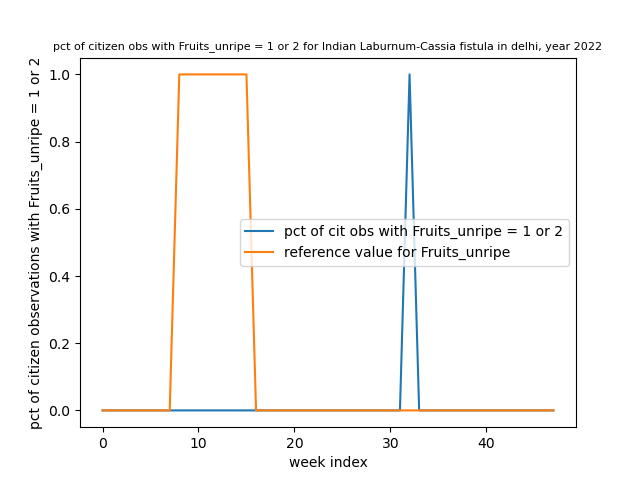 pct of citizen obs with Fruits_unripe = 1 or 2 for Indian Laburnum-Cassia fistula in delhi, year 2022
pct of citizen observations with Fruits_unripe = 1 or 2
1.0
0.8
0.6
0.4
0.2
0.0
pct of cit obs with Fruits_unripe = 1 or 2
reference value for Fruits_unripe
0 10 20 30 40
week index